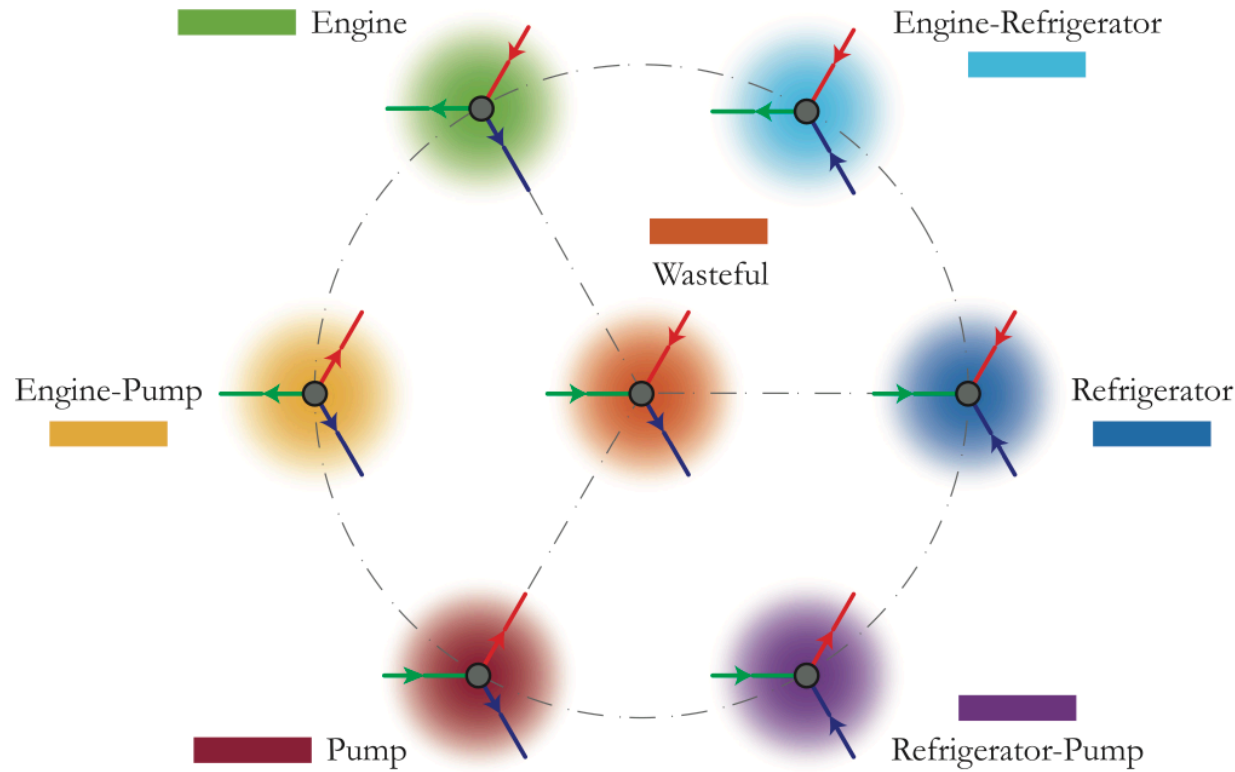 Engine
Engine-Refrigerator
Wasteful
Engine-Pump
Refrigerator
Pump
Refrigerator-Pump